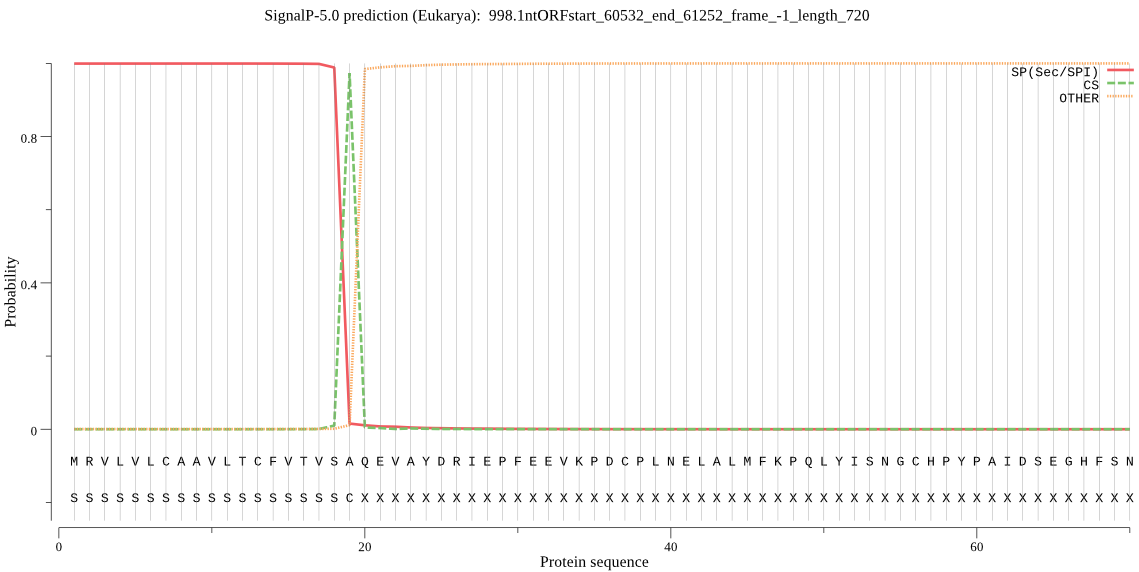 SignalP-5.0 prediction (Eukarya): 998.1ntORFstart_60532_end_61252_frame_-1_length_720
SP(Sec/SPI)
CS
OTHER
0.8
0.4
0
Probability
M R V L V L C A A V L T C F V T V S A Q E V A Y D R I E P F E E V K P D C P L N E L A L M F K P Q L Y I S N G C H P Y P A I D S E G H F S N
S S S S S S S S S S S S S S S S S S C X X X X X X X X X X X X X X X X X X X X X X X X X X X X X X X X X X X X X X X X X X X X X X X X X X X
0 20 40 60
Protein sequence